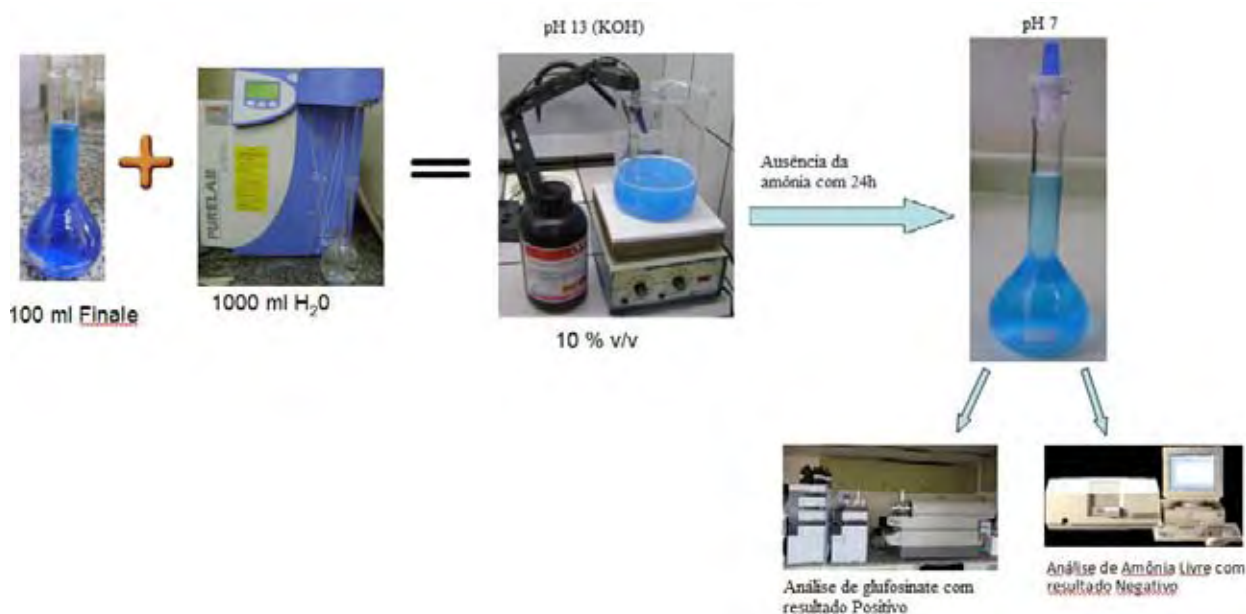 100 ml Finale
PURELAB
1000 ml H₂0
pH 13 (KOH)
10 % v/v
Ausência da
amônia com 24h
pH 7
Análise de glufosinate com
resultado Positivo
Análise de Amônia Livre com
resultado Negativo